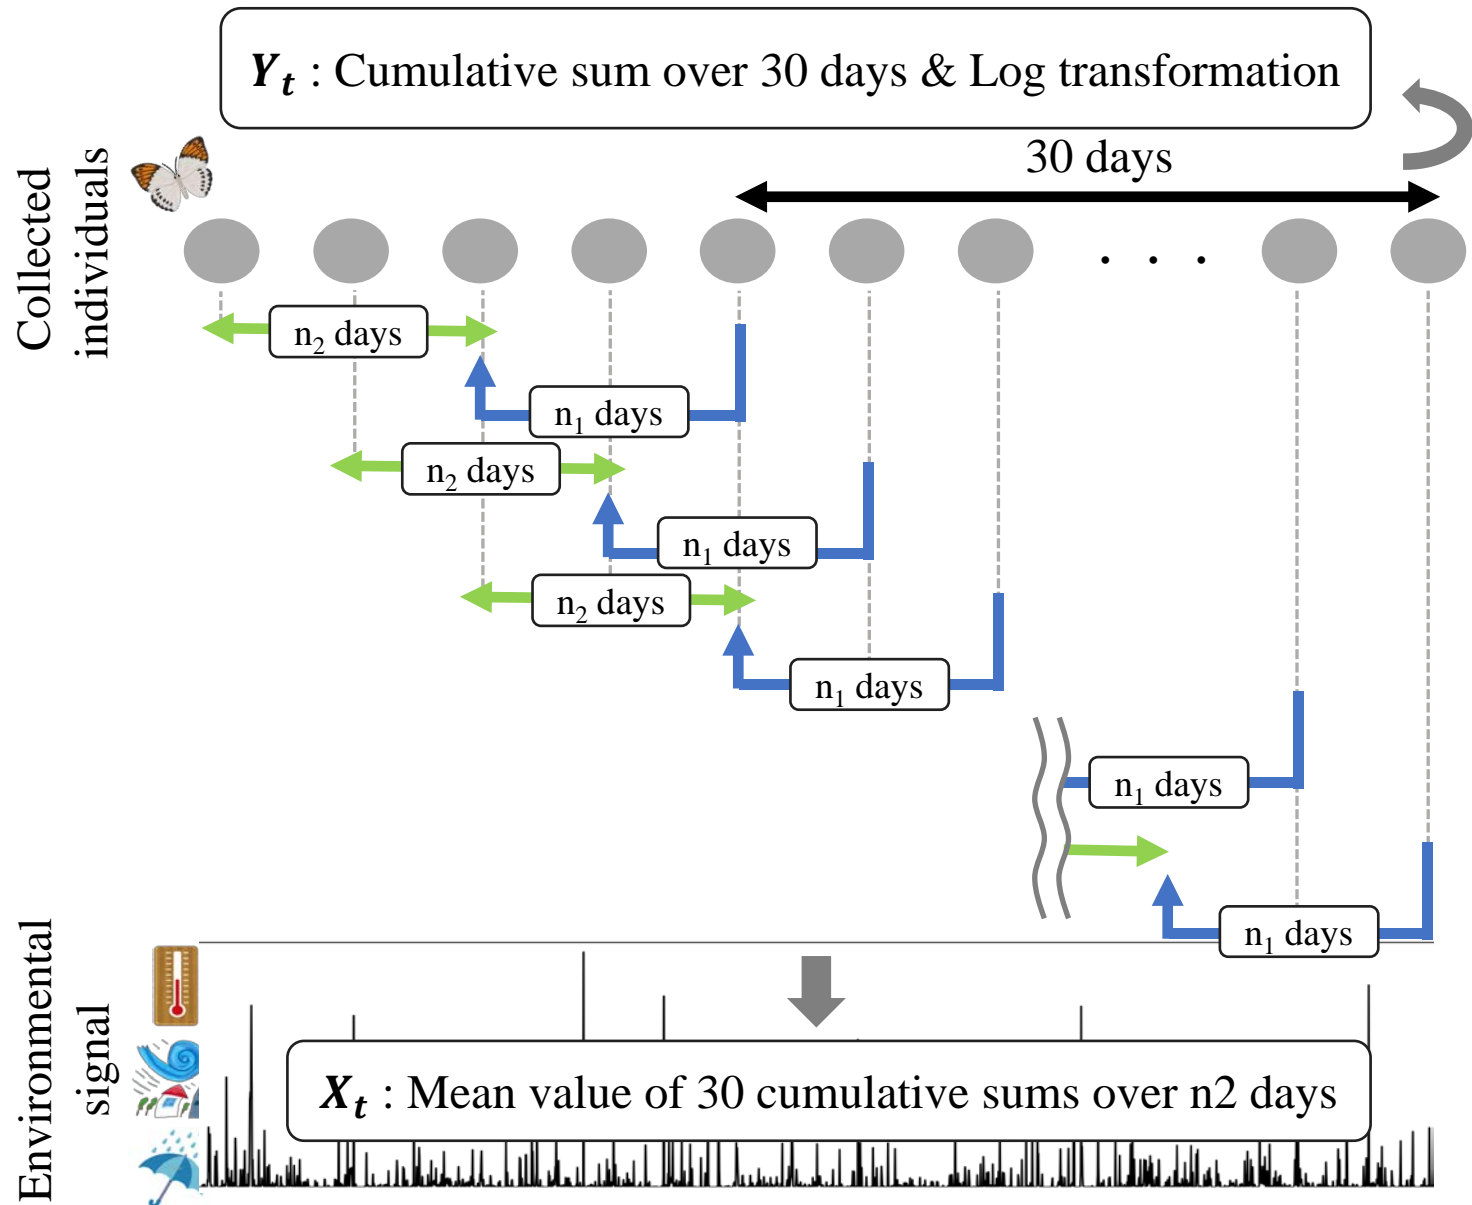 Y_t : Cumulative sum over 30 days & Log transformation
30 days
Collected
individuals
. . .
n₂ days
n₁ days
n₂ days
n₁ days
n₂ days
n₁ days
n₁ days
n₁ days
Environmental
signal
X_t : Mean value of 30 cumulative sums over n2 days